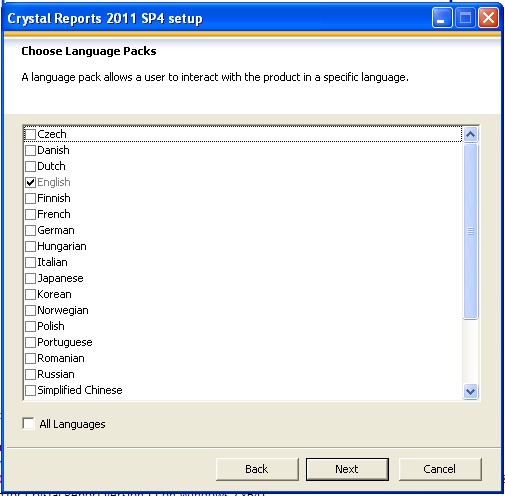 Crystal Reports 2011 SP4 setup
Choose Language Packs
A language pack allows a user to interact with the product in a specific language.
Czech
Danish
Dutch
English
Finnish
French
German
Hungarian
Italian
Japanese
Korean
Norwegian
Polish
Portuguese
Romanian
Russian
Simplified Chinese
All Languages
Back
Next
Cancel